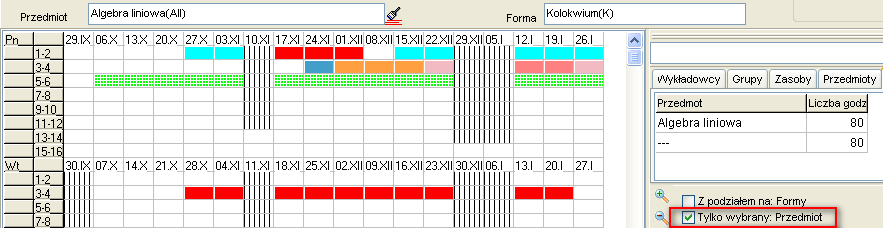 Przedmiot Algebra liniowa(All) Forma Kolokwium(K)
Pn_ 29.IX 06.X 13.X 20.X 27.X 03.XI 10.XI 17.XI 24.XI 01.XII 08.XII 15.XII 22.XII 29.XII 05.I 12.I 19.I 26.I
1-2
3-4
5-6
7-8
9-10
11-12
13-14
15-16
Wt_ 30.IX 07.X 14.X 21.X 28.X 04.XI 11.XI 18.XI 25.XI 02.XII 09.XII 16.XII 23.XII 30.XII 06.I 13.I 20.I 27.I
1-2
3-4
5-6
7-8
Wykładowcy Grupy Zasoby Przedmioty
Przedmot Liczba godz
Algebra liniowa 80
--- 80
Z podziałem na: Formy
Tylko wybrany: Przedmiot